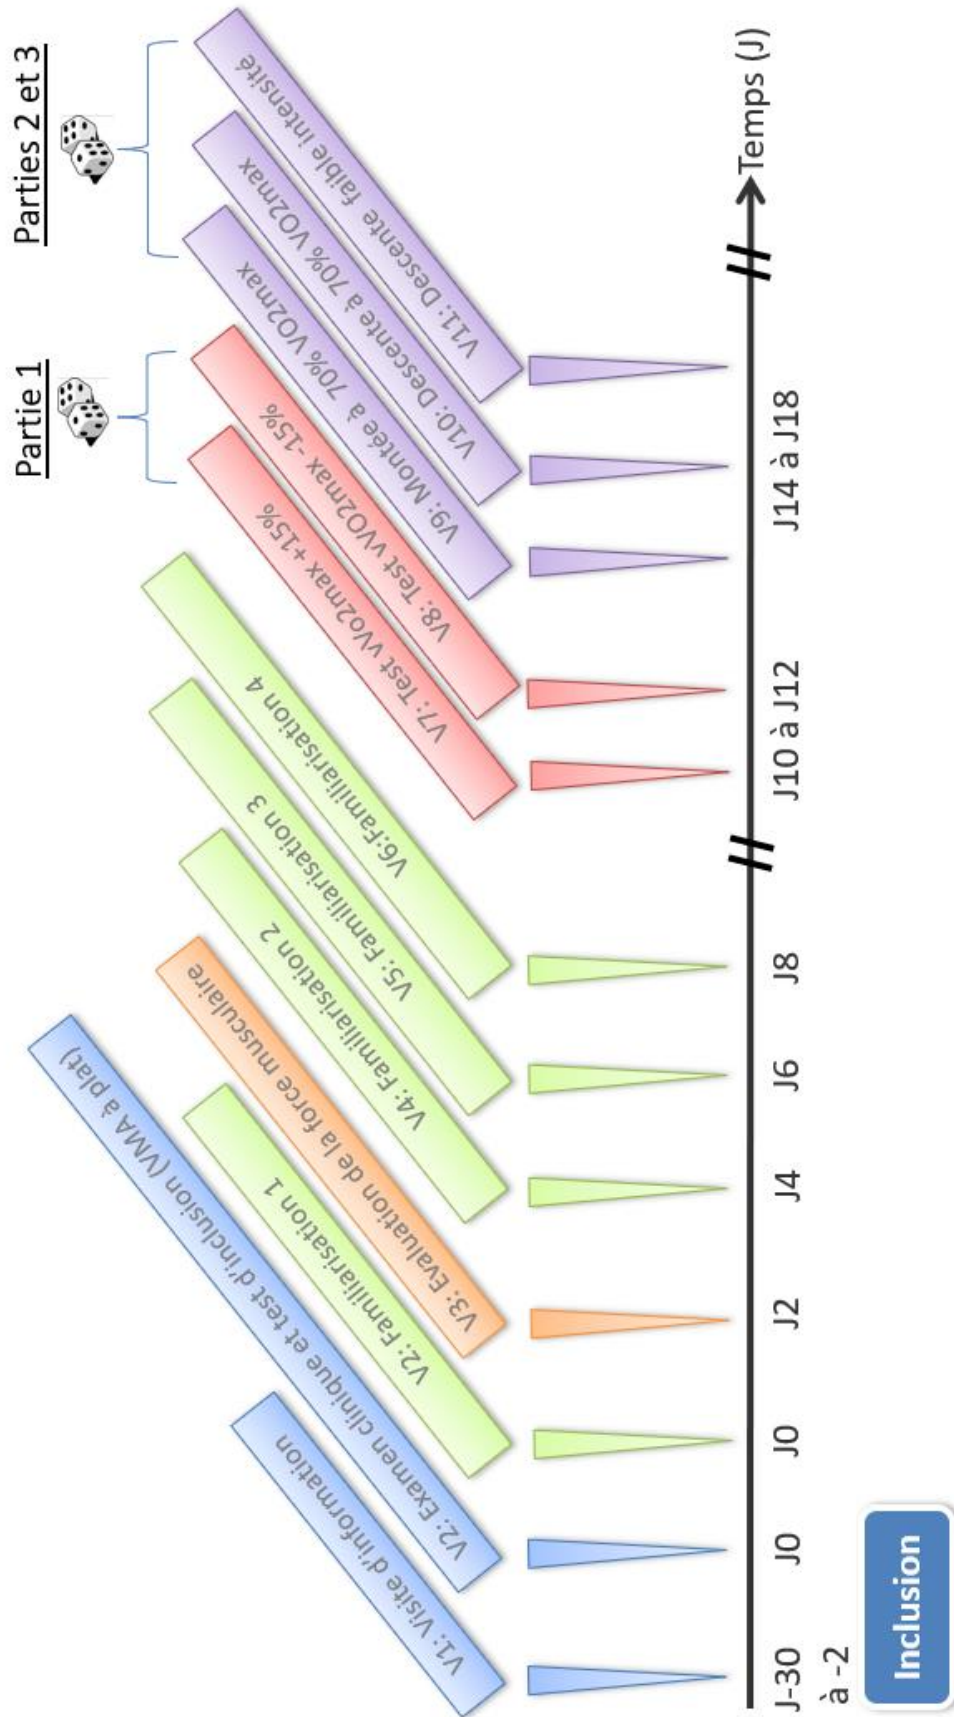 Partie 1
Parties 2 et 3
V1: Visite d'information
V2: Examen clinique et test d'inclusion (VMA à plat)
V2: Familiarisation 1
V3: Evaluation de la force musculaire
V4: Familiarisation 2
V5: Familiarisation 3
V6:Familiarisation 4
V7: Test vVo2max +15%
V8: Test vVO2max -15%
V9: Montée à 70% VO2max
V10: Descente à 70% VO2max
V11: Descente faible intensité
Temps (J)
J-30
à -2
J0
J0
J2
J4
J6
J8
J10 à J12
J14 à J18
Inclusion